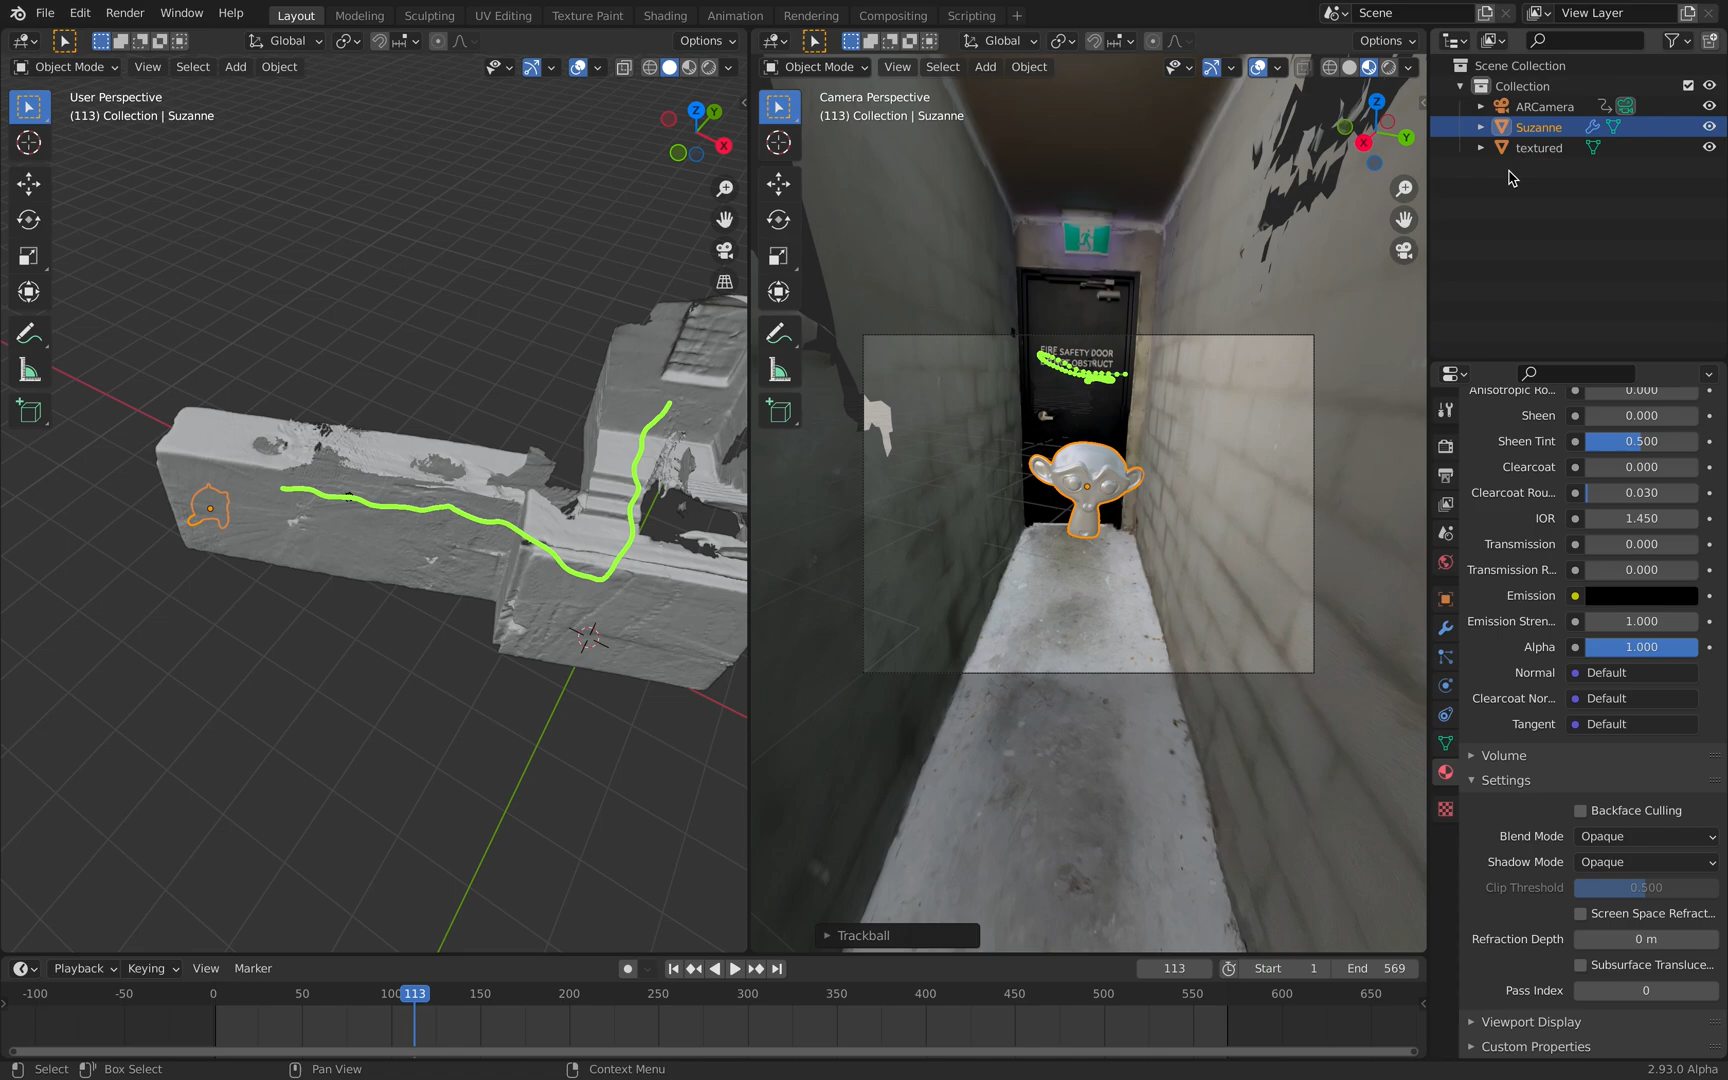 File Edit Render Window Help Layout Modeling Sculpting UV Editing Texture Paint Shading Animation Rendering Compositing Scripting + Scene View Layer
Global Options Global Options
Object Mode View Select Add Object Object Mode View Select Add Object
User Perspective
(113) Collection | Suzanne
Z
Y
X
Camera Perspective
(113) Collection | Suzanne
Z
Y
X
FIRE SAFETY DOOR
OBSTRUCT
Trackball
Scene Collection
Collection
ARCamera
Suzanne
textured
Anisotropic Ro... 0.000
Sheen 0.000
Sheen Tint 0.500
Clearcoat 0.000
Clearcoat Rou... 0.030
IOR 1.450
Transmission 0.000
Transmission R... 0.000
Emission
Emission Stren... 1.000
Alpha 1.000
Normal Default
Clearcoat Nor... Default
Tangent Default
Volume
Settings
Backface Culling
Blend Mode Opaque
Shadow Mode Opaque
Clip Threshold 0.500
Screen Space Refract...
Refraction Depth 0 m
Subsurface Transluce...
Pass Index 0
Viewport Display
Custom Properties
Playback Keying View Marker 113 Start 1 End 569
-100 -50 0 50 100 113 150 200 250 300 350 400 450 500 550 600 650
Select Box Select Pan View Context Menu 2.93.0 Alpha